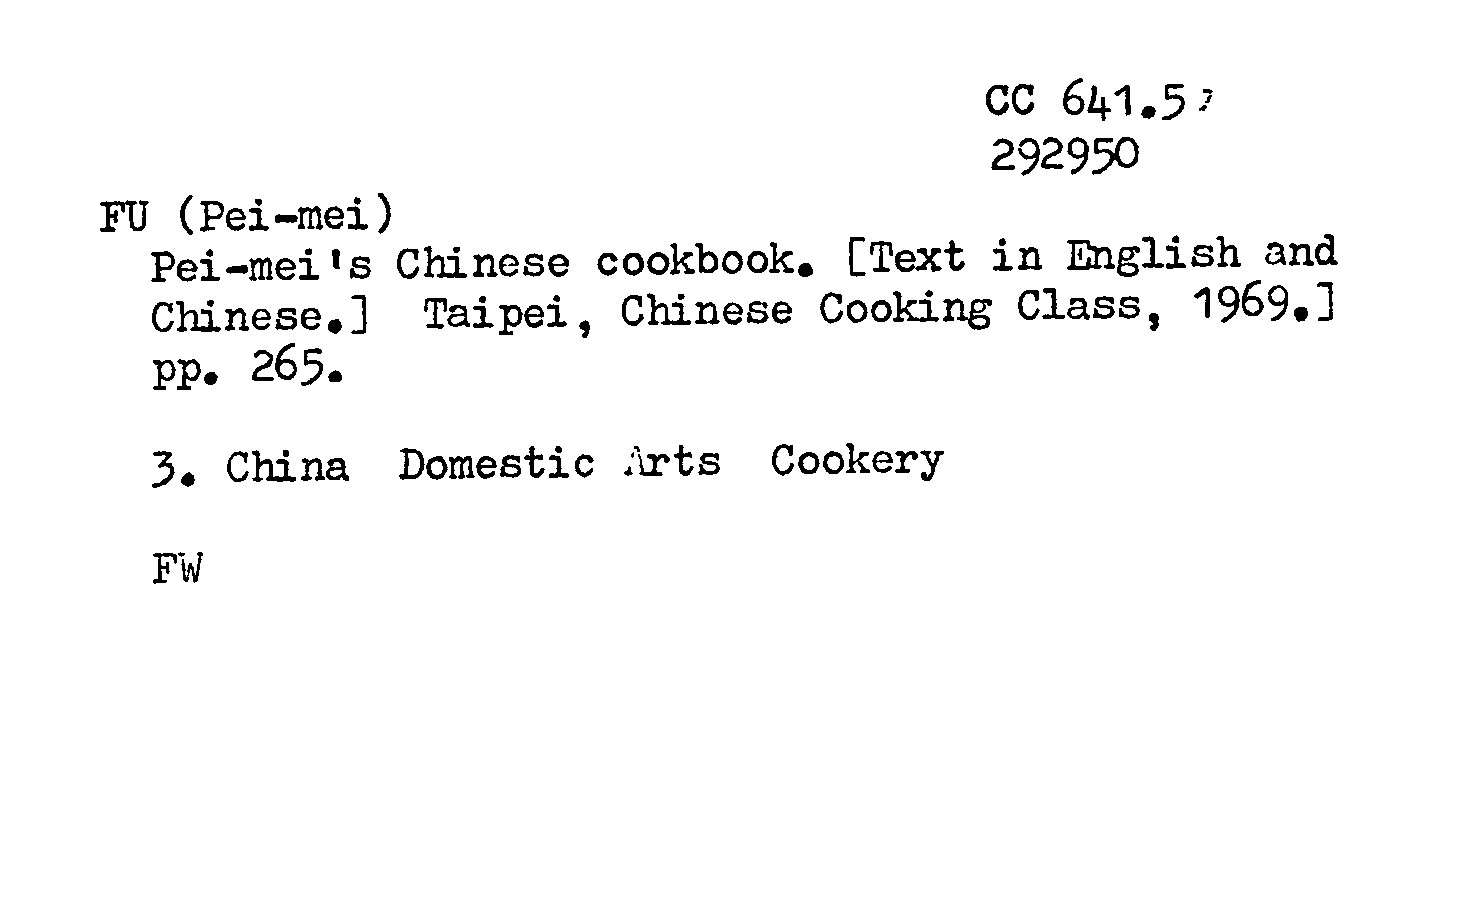 CC 641.5
292950
FU (Pei-mei)
Pei-mei's Chinese cookbook. [Text in English and
Chinese.] Taipei, Chinese Cooking Class, 1969.]
pp. 265.
3. China Domestic Arts Cookery
FW